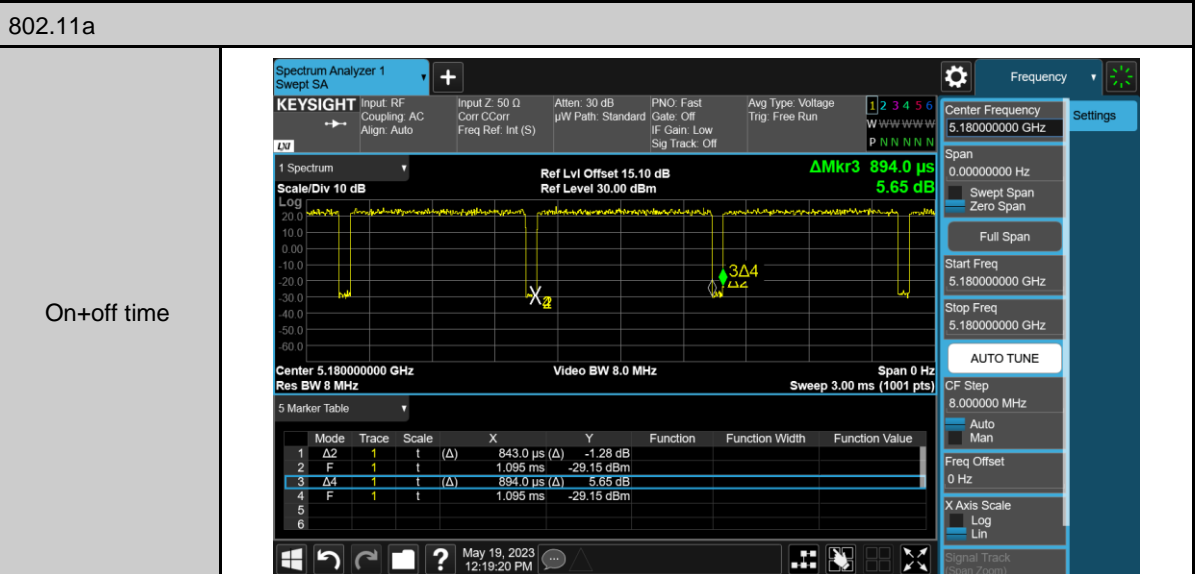 802.11a
On+off time
Spectrum Analyzer 1
Swept SA
Frequency
KEYSIGHT
LXI
Input: RF
Coupling: AC
Align: Auto
Input Z: 50 Ω
Corr CCorr
Freq Ref: Int (S)
Atten: 30 dB
µW Path: Standard
PNO: Fast
Gate: Off
IF Gain: Low
Sig Track: Off
Avg Type: Voltage
Trig: Free Run
1 2 3 4 5 6
W W W W W W
P N N N N N
1 Spectrum
Scale/Div 10 dB
Ref Lvl Offset 15.10 dB
Ref Level 30.00 dBm
ΔMkr3 894.0 µs
5.65 dB
Log
20.0
10.0
0.00
-10.0
-20.0
-30.0
-40.0
-50.0
-60.0
3Δ4
Center 5.180000000 GHz
Video BW 8.0 MHz
Span 0 Hz
Res BW 8 MHz
Sweep 3.00 ms (1001 pts)
5 Marker Table
Mode Trace Scale X Y Function Function Width Function Value
1 Δ2 1 t (Δ) 843.0 µs (Δ) -1.28 dB
2 F 1 t 1.095 ms -29.15 dBm
3 Δ4 1 t (Δ) 894.0 µs (Δ) 5.65 dB
4 F 1 t 1.095 ms -29.15 dBm
5
6
?
May 19, 2023
12:19:20 PM
Center Frequency
5.180000000 GHz
Settings
Span
0.00000000 Hz
Swept Span
Zero Span
Full Span
Start Freq
5.180000000 GHz
Stop Freq
5.180000000 GHz
AUTO TUNE
CF Step
8.000000 MHz
Auto
Man
Freq Offset
0 Hz
X Axis Scale
Log
Lin
Signal Track
(Span Zoom)